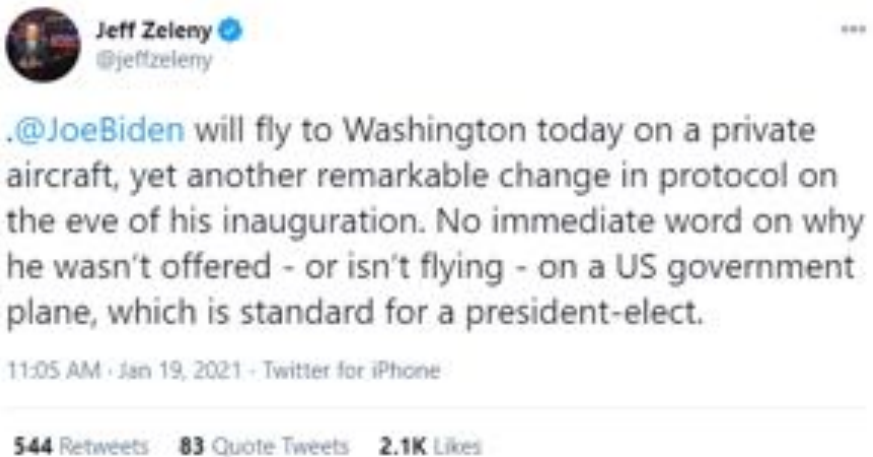 Jeff Zeleny
@jeffzeleny
.@JoeBiden will fly to Washington today on a private
aircraft, yet another remarkable change in protocol on
the eve of his inauguration. No immediate word on why
he wasn't offered - or isn't flying - on a US government
plane, which is standard for a president-elect.
11:05 AM · Jan 19, 2021 · Twitter for iPhone
544 Retweets 83 Quote Tweets 2.1K Likes